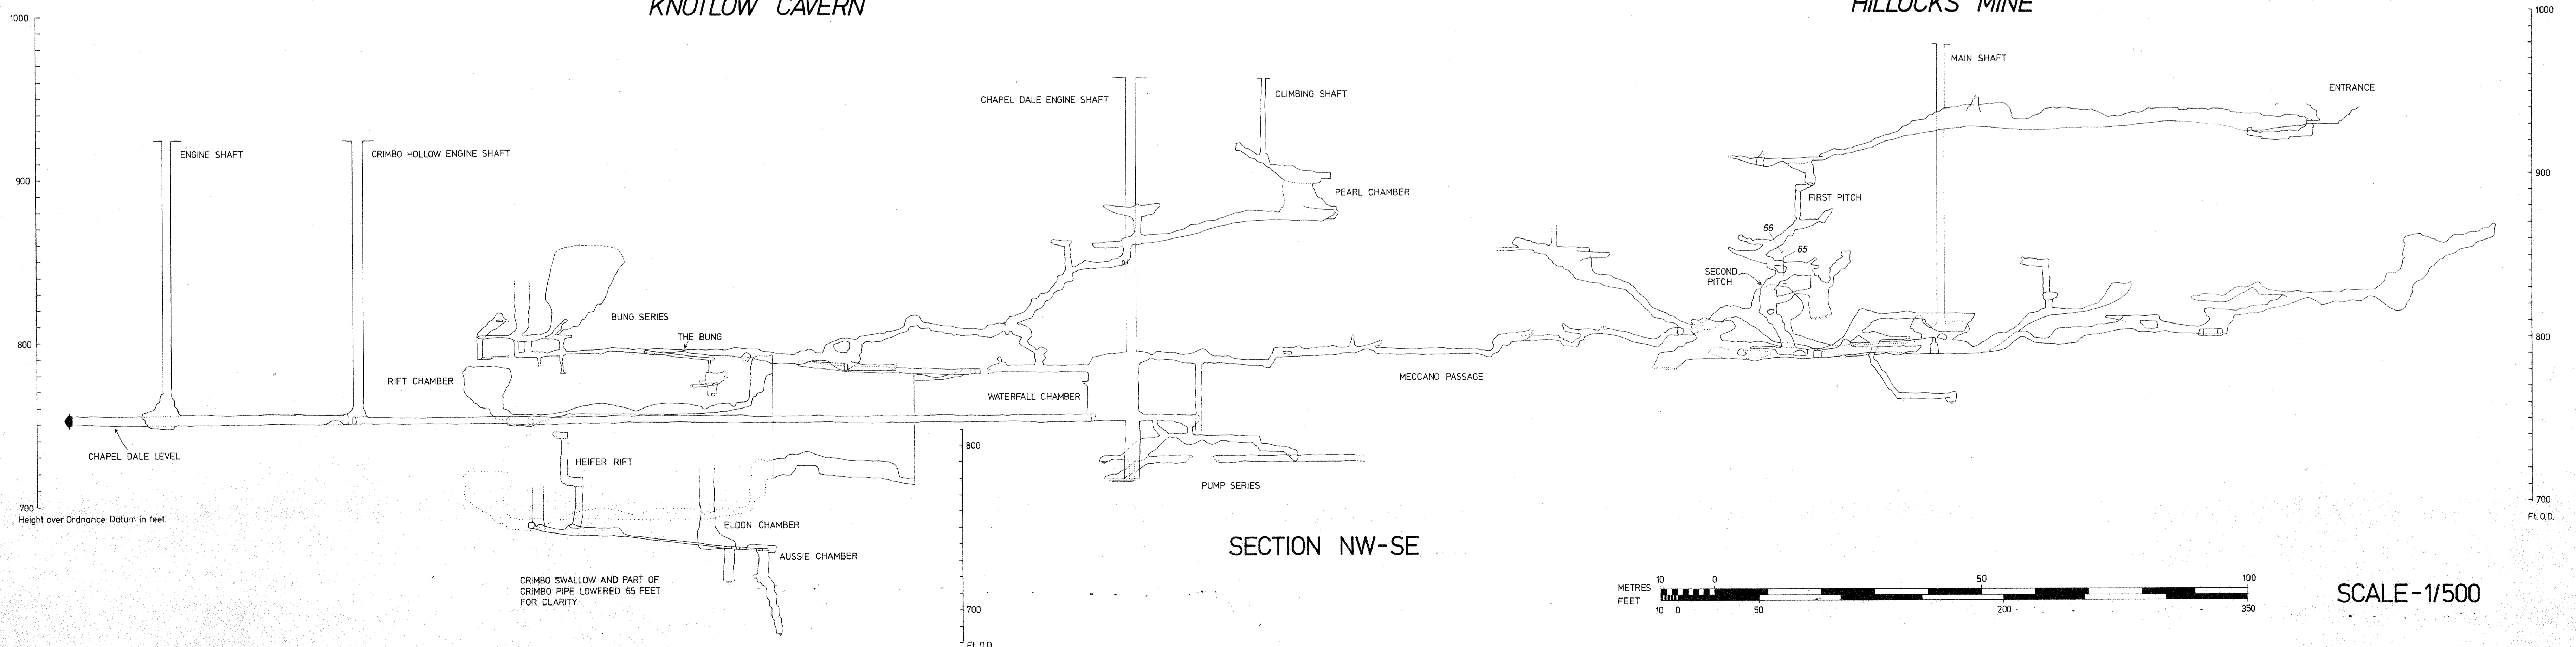 KNOTLOW CAVERN
HILLOCKS MINE
1000
1000
MAIN SHAFT
ENTRANCE
CHAPEL DALE ENGINE SHAFT
CLIMBING SHAFT
ENGINE SHAFT
CRIMBO HOLLOW ENGINE SHAFT
900
900
PEARL CHAMBER
FIRST PITCH
66
65
SECOND
PITCH
BUNG SERIES
THE BUNG
800
800
RIFT CHAMBER
MECCANO PASSAGE
WATERFALL CHAMBER
CHAPEL DALE LEVEL
800
HEIFER RIFT
PUMP SERIES
700
700
Height over Ordnance Datum in feet.
Ft. O.D.
ELDON CHAMBER
AUSSIE CHAMBER
SECTION NW-SE
CRIMBO SWALLOW AND PART OF
CRIMBO PIPE LOWERED 65 FEET
FOR CLARITY.
700
Ft. O.D.
10 0 50 100
METRES
FEET
10 0 50 200 350
SCALE-1/500